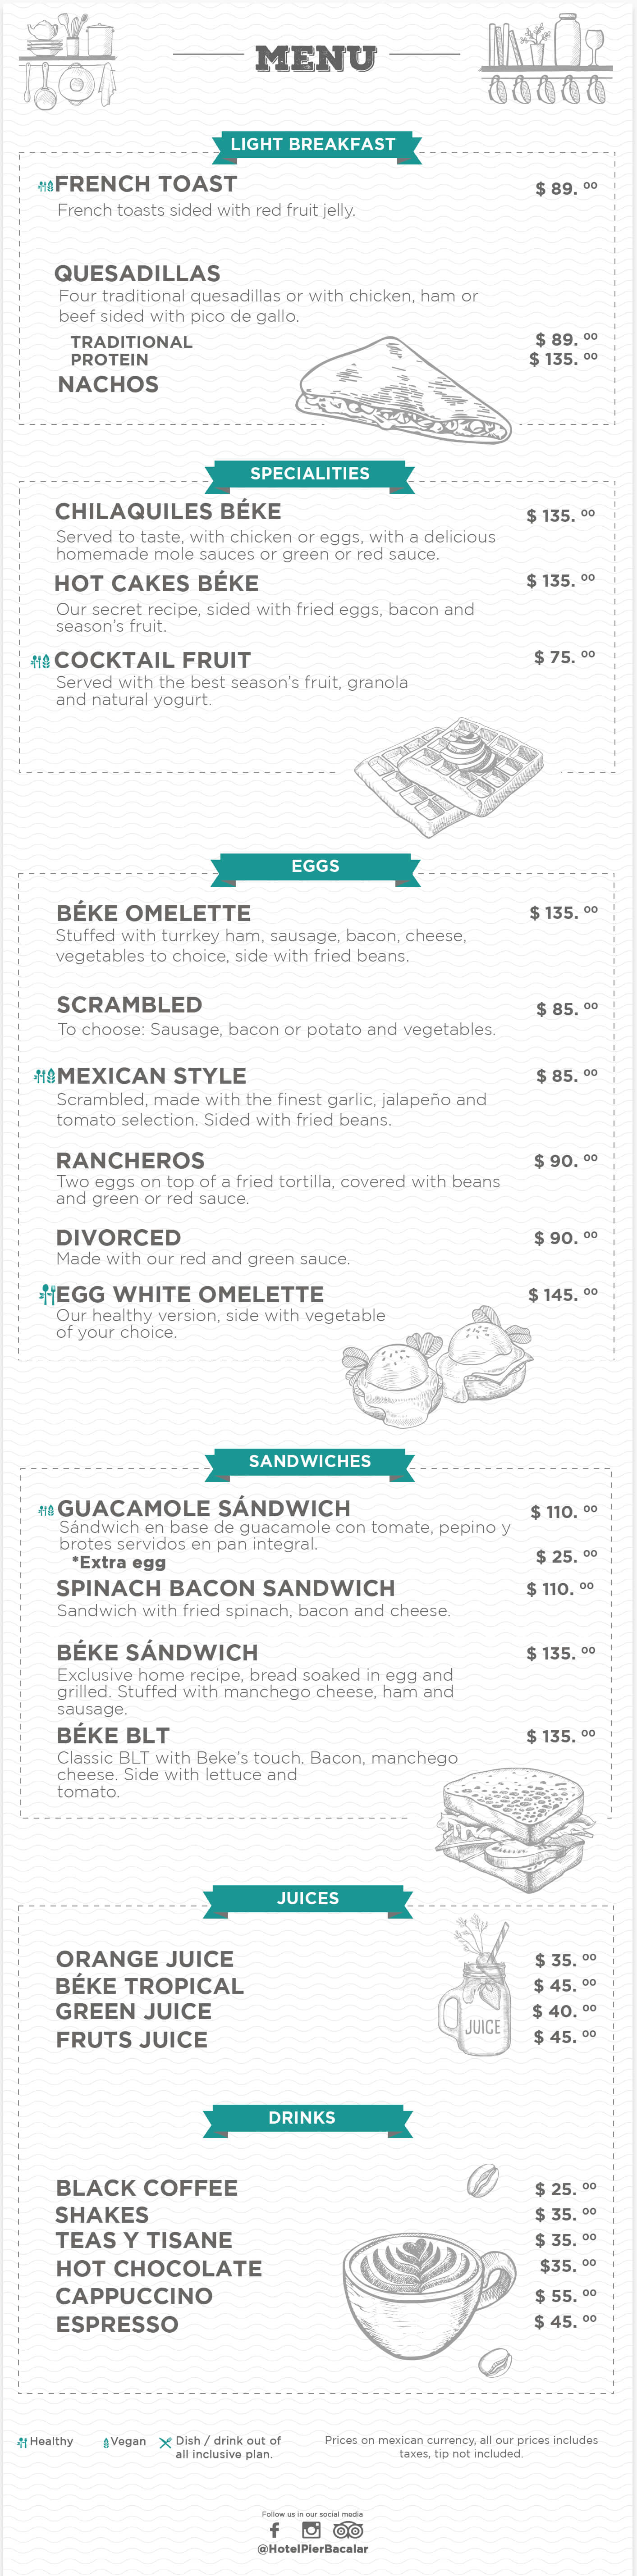 MENU
LIGHT BREAKFAST
FRENCH TOAST $ 89. 00
French toasts sided with red fruit jelly.
QUESADILLAS
Four traditional quesadillas or with chicken, ham or
beef sided with pico de gallo.
TRADITIONAL $ 89. 00
PROTEIN $ 135. 00
NACHOS
SPECIALITIES
CHILAQUILES BÉKE $ 135. 00
Served to taste, with chicken or eggs, with a delicious
homemade mole sauces or green or red sauce.
HOT CAKES BÉKE $ 135. 00
Our secret recipe, sided with fried eggs, bacon and
season's fruit.
COCKTAIL FRUIT $ 75. 00
Served with the best season's fruit, granola
and natural yogurt.
EGGS
BÉKE OMELETTE $ 135. 00
Stuffed with turrkey ham, sausage, bacon, cheese,
vegetables to choice, side with fried beans.
SCRAMBLED $ 85. 00
To choose: Sausage, bacon or potato and vegetables.
MEXICAN STYLE $ 85. 00
Scrambled, made with the finest garlic, jalapeño and
tomato selection. Sided with fried beans.
RANCHEROS $ 90. 00
Two eggs on top of a fried tortilla, covered with beans
and green or red sauce.
DIVORCED $ 90. 00
Made with our red and green sauce.
EGG WHITE OMELETTE $ 145. 00
Our healthy version, side with vegetable
of your choice.
SANDWICHES
GUACAMOLE SÁNDWICH $ 110. 00
Sándwich en base de guacamole con tomate, pepino y
brotes servidos en pan integral.
*Extra egg $ 25. 00
SPINACH BACON SANDWICH $ 110. 00
Sandwich with fried spinach, bacon and cheese.
BÉKE SÁNDWICH $ 135. 00
Exclusive home recipe, bread soaked in egg and
grilled. Stuffed with manchego cheese, ham and
sausage.
BÉKE BLT $ 135. 00
Classic BLT with Beke's touch. Bacon, manchego
cheese. Side with lettuce and
tomato.
JUICES
ORANGE JUICE $ 35. 00
BÉKE TROPICAL $ 45. 00
GREEN JUICE $ 40. 00
FRUTS JUICE $ 45. 00
JUICE
DRINKS
BLACK COFFEE $ 25. 00
SHAKES $ 35. 00
TEAS Y TISANE $ 35. 00
HOT CHOCOLATE $35. 00
CAPPUCCINO $ 55. 00
ESPRESSO $ 45. 00
Healthy Vegan Dish / drink out of
all inclusive plan.
Prices on mexican currency, all our prices includes
taxes, tip not included.
Follow us in our social media
@HotelPierBacalar